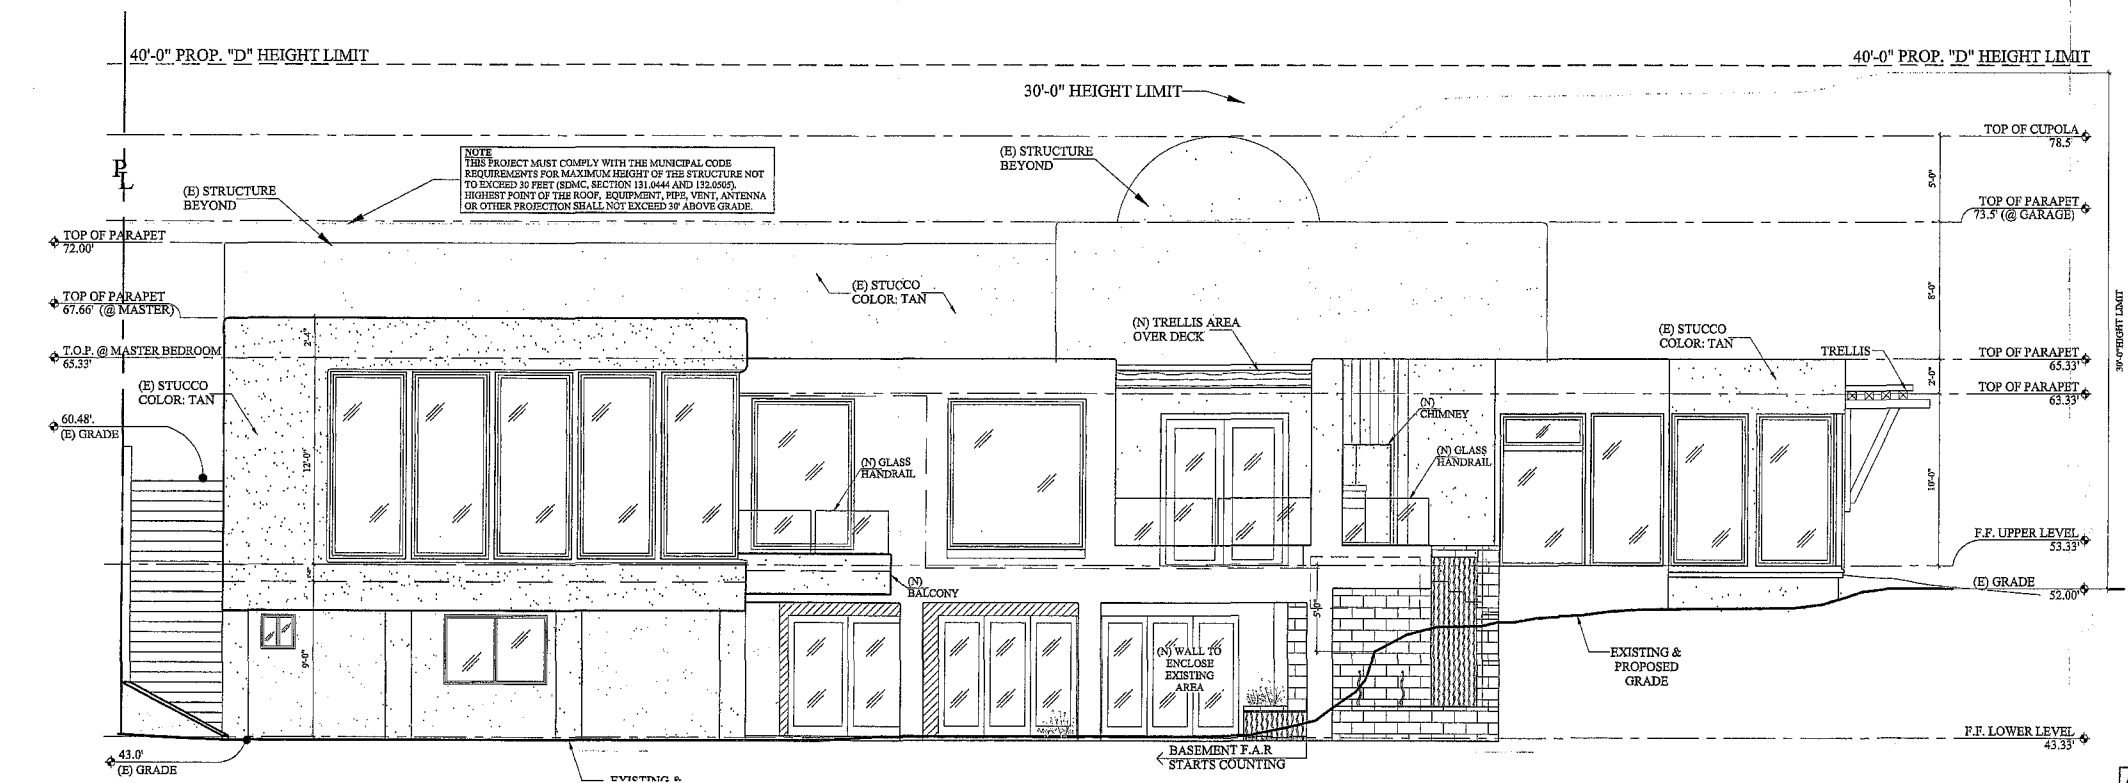 40'-0" PROP. "D" HEIGHT LIMIT
40'-0" PROP. "D" HEIGHT LIMIT
30'-0" HEIGHT LIMIT
TOP OF CUPOLA
78.5'
PL
NOTE
THIS PROJECT MUST COMPLY WITH THE MUNICIPAL CODE
REQUIREMENTS FOR MAXIMUM HEIGHT OF THE STRUCTURE NOT
TO EXCEED 30 FEET (SDMC, SECTION 131.0444 AND 132.0505).
HIGHEST POINT OF THE ROOF, EQUIPMENT, PIPE, VENT, ANTENNA
OR OTHER PROJECTION SHALL NOT EXCEED 30' ABOVE GRADE.
(E) STRUCTURE
BEYOND
(E) STRUCTURE
BEYOND
5'-0"
TOP OF PARAPET
73.5' (@ GARAGE)
TOP OF PARAPET
72.00'
(E) STUCCO
COLOR: TAN
8'-0"
30'-0" HEIGHT LIMIT
TOP OF PARAPET
67.66' (@ MASTER)
2'-4"
(N) TRELLIS AREA
OVER DECK
(E) STUCCO
COLOR: TAN
TRELLIS
T.O.P. @ MASTER BEDROOM
65.33'
TOP OF PARAPET
65.33'
2'-0"
TOP OF PARAPET
63.33'
(E) STUCCO
COLOR: TAN
(N)
CHIMNEY
60.48'.
(E) GRADE
12'-0"
(N) GLASS
HANDRAIL
(N) GLASS
HANDRAIL
10'-0"
F.F. UPPER LEVEL
53.33'
(N)
BALCONY
(E) GRADE
52.00'
5'-0"
9'-0"
(N) WALL TO
ENCLOSE
EXISTING
AREA
EXISTING &
PROPOSED
GRADE
F.F. LOWER LEVEL
43.33'
43.0'
(E) GRADE
BASEMENT F.A.R
STARTS COUNTING
EXISTING &